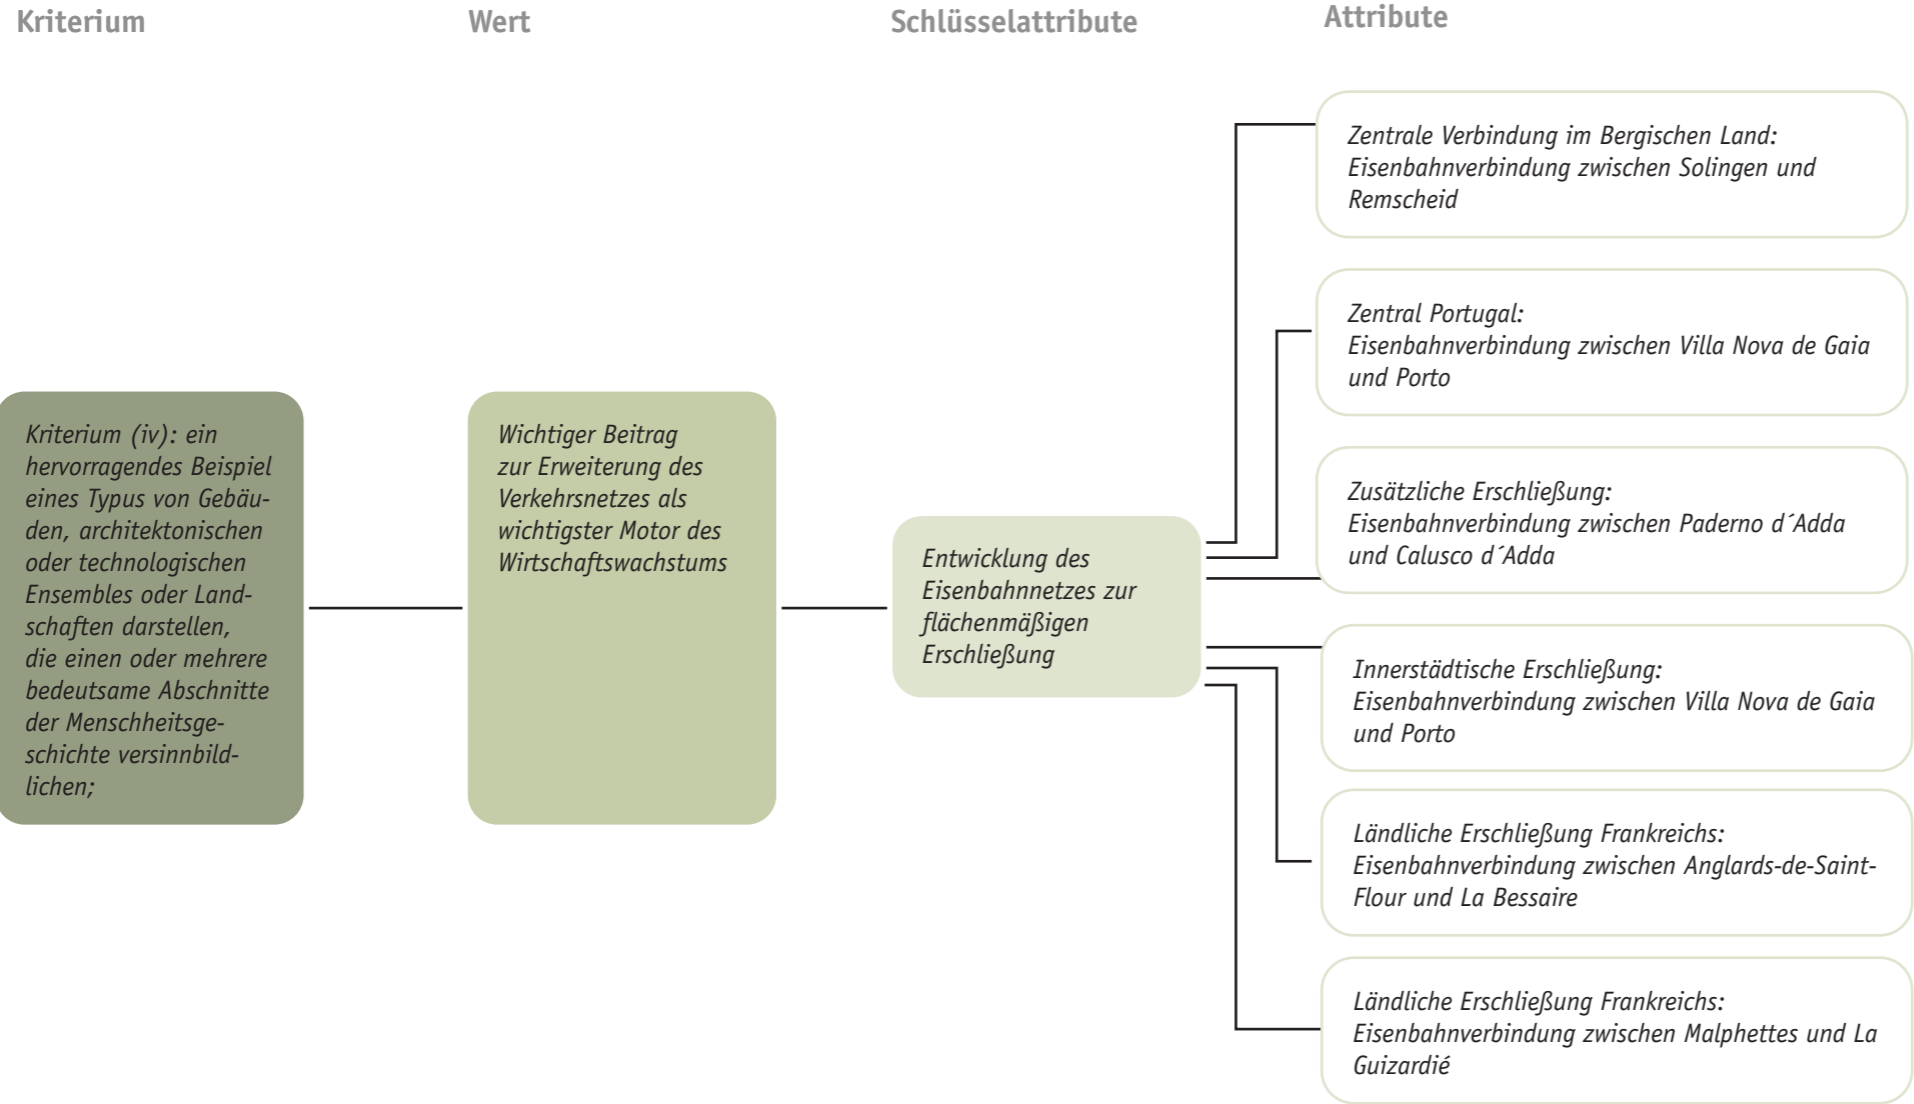 Kriterium
Wert
Schlüsselattribute
Attribute
Kriterium (iv): ein
hervorragendes Beispiel
eines Typus von Gebäu-
den, architektonischen
oder technologischen
Ensembles oder Land-
schaften darstellen,
die einen oder mehrere
bedeutsame Abschnitte
der Menschheitsge-
schichte versinnbild-
lichen;
Wichtiger Beitrag
zur Erweiterung des
Verkehrsnetzes als
wichtigster Motor des
Wirtschaftswachstums
Entwicklung des
Eisenbahnnetzes zur
flächenmäßigen
Erschließung
Zentrale Verbindung im Bergischen Land:
Eisenbahnverbindung zwischen Solingen und
Remscheid
Zentral Portugal:
Eisenbahnverbindung zwischen Villa Nova de Gaia
und Porto
Zusätzliche Erschließung:
Eisenbahnverbindung zwischen Paderno d´Adda
und Calusco d´Adda
Innerstädtische Erschließung:
Eisenbahnverbindung zwischen Villa Nova de Gaia
und Porto
Ländliche Erschließung Frankreichs:
Eisenbahnverbindung zwischen Anglards-de-Saint-
Flour und La Bessaire
Ländliche Erschließung Frankreichs:
Eisenbahnverbindung zwischen Malphettes und La
Guizardié